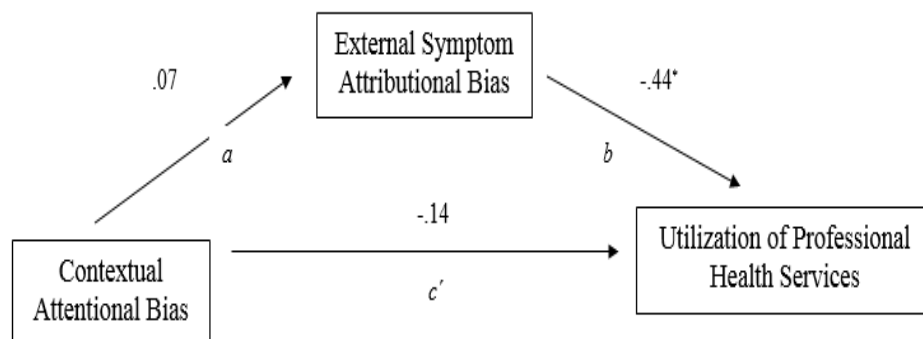 External Symptom
Attributional Bias
.07
-.44*
a
b
-.14
Contextual
Attentional Bias
c′
Utilization of Professional
Health Services